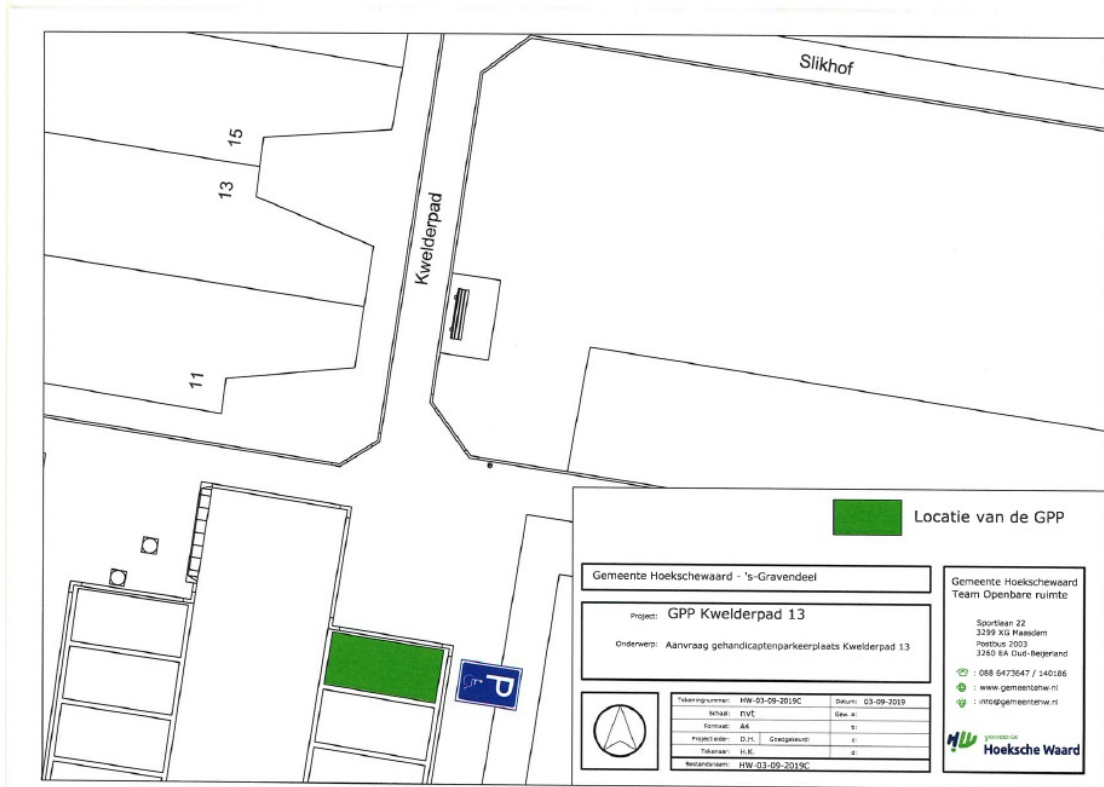 Slikhof
15
13
Kwelderpad
11
P
Locatie van de GPP
Gemeente Hoekschewaard - 's-Gravendeel
Project: GPP Kwelderpad 13
Onderwerp: Aanvraag gehandicaptenparkeerplaats Kwelderpad 13
Tekeningnummer: HW-03-09-2019C Datum: 03-09-2019
Schaal: nvt Gew. A:
Formaat: A4 b:
Projectleider: D.H. Goedgekeurd: c:
Tekenaar: H.K. d:
Bestandsnaam: HW-03-09-2019C
Gemeente Hoekschewaard
Team Openbare ruimte
Sportlaan 22
3299 XG Maasdam
Postbus 2003
3260 EA Oud-Beijerland
: 088 6473647 / 140186
: www.gemeentehw.nl
: info@gemeentehw.nl
gemeente
Hoeksche Waard